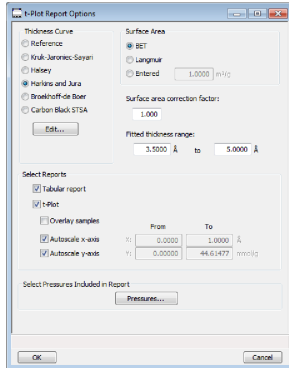 t-Plot Report Options
Thickness Curve
Reference
Kruk-Jaroniec-Sayari
Halsey
Harkins and Jura
Broekhoff-de Boer
Carbon Black STSA
Edit...
Surface Area
BET
Langmuir
Entered 1.0000 m²/g
Surface area correction factor:
1.000
Fitted thickness range:
3.5000 Å to 5.0000 Å
Select Reports
Tabular report
t-Plot
Overlay samples
From To
Autoscale x-axis X: 0.0000 1.0000 Å
Autoscale y-axis Y: 0.00000 44.61477 mmol/g
Select Pressures Included in Report
Pressures...
OK Cancel